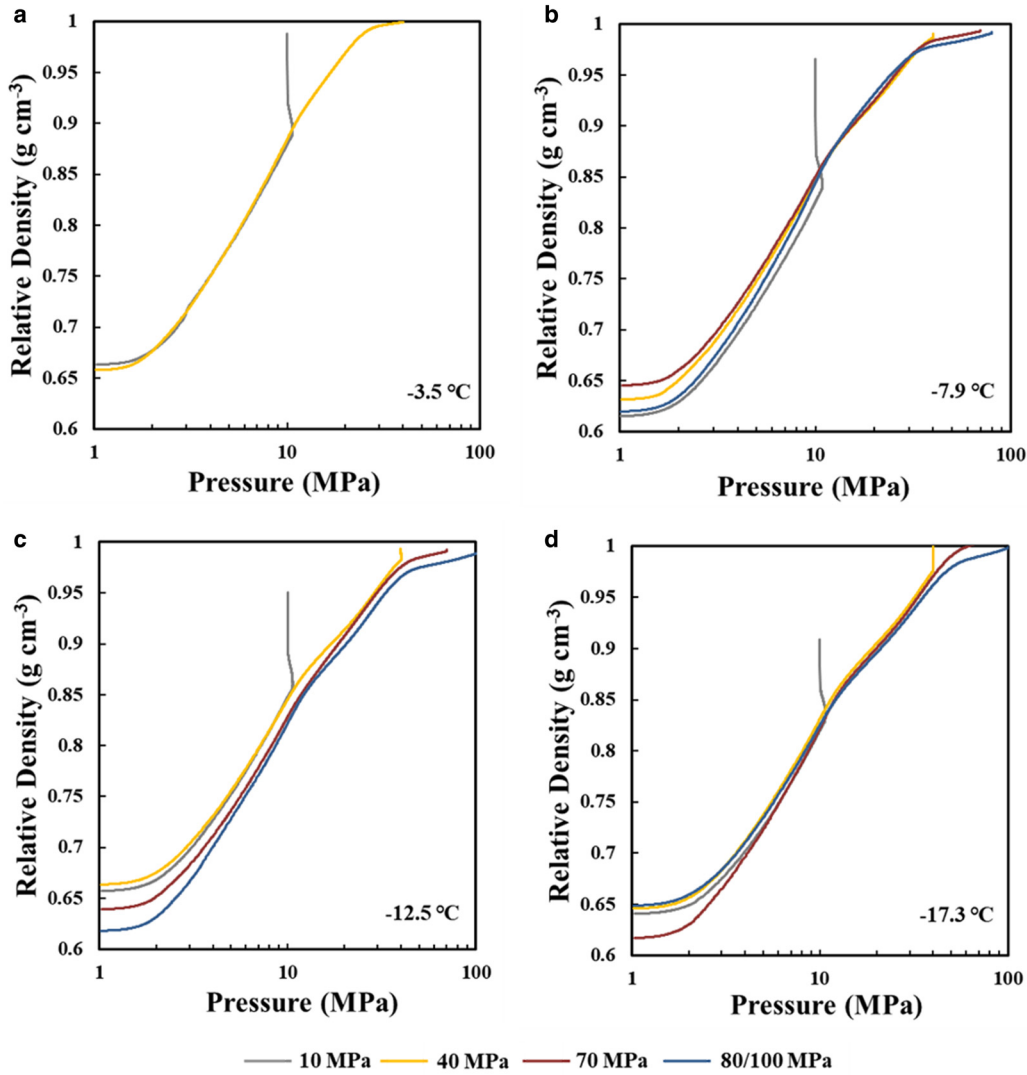 a
1
0.95
0.9
0.85
0.8
0.75
0.7
0.65
0.6
Relative Density (g cm⁻³)
-3.5 °C
1 10 100
Pressure (MPa)
b
1
0.95
0.9
0.85
0.8
0.75
0.7
0.65
0.6
Relative Density (g cm⁻³)
-7.9 °C
1 10 100
Pressure (MPa)
c
1
0.95
0.9
0.85
0.8
0.75
0.7
0.65
0.6
Relative Density (g cm⁻³)
-12.5 °C
1 10 100
Pressure (MPa)
d
1
0.95
0.9
0.85
0.8
0.75
0.7
0.65
0.6
Relative Density (g cm⁻³)
-17.3 °C
1 10 100
Pressure (MPa)
10 MPa 40 MPa 70 MPa 80/100 MPa